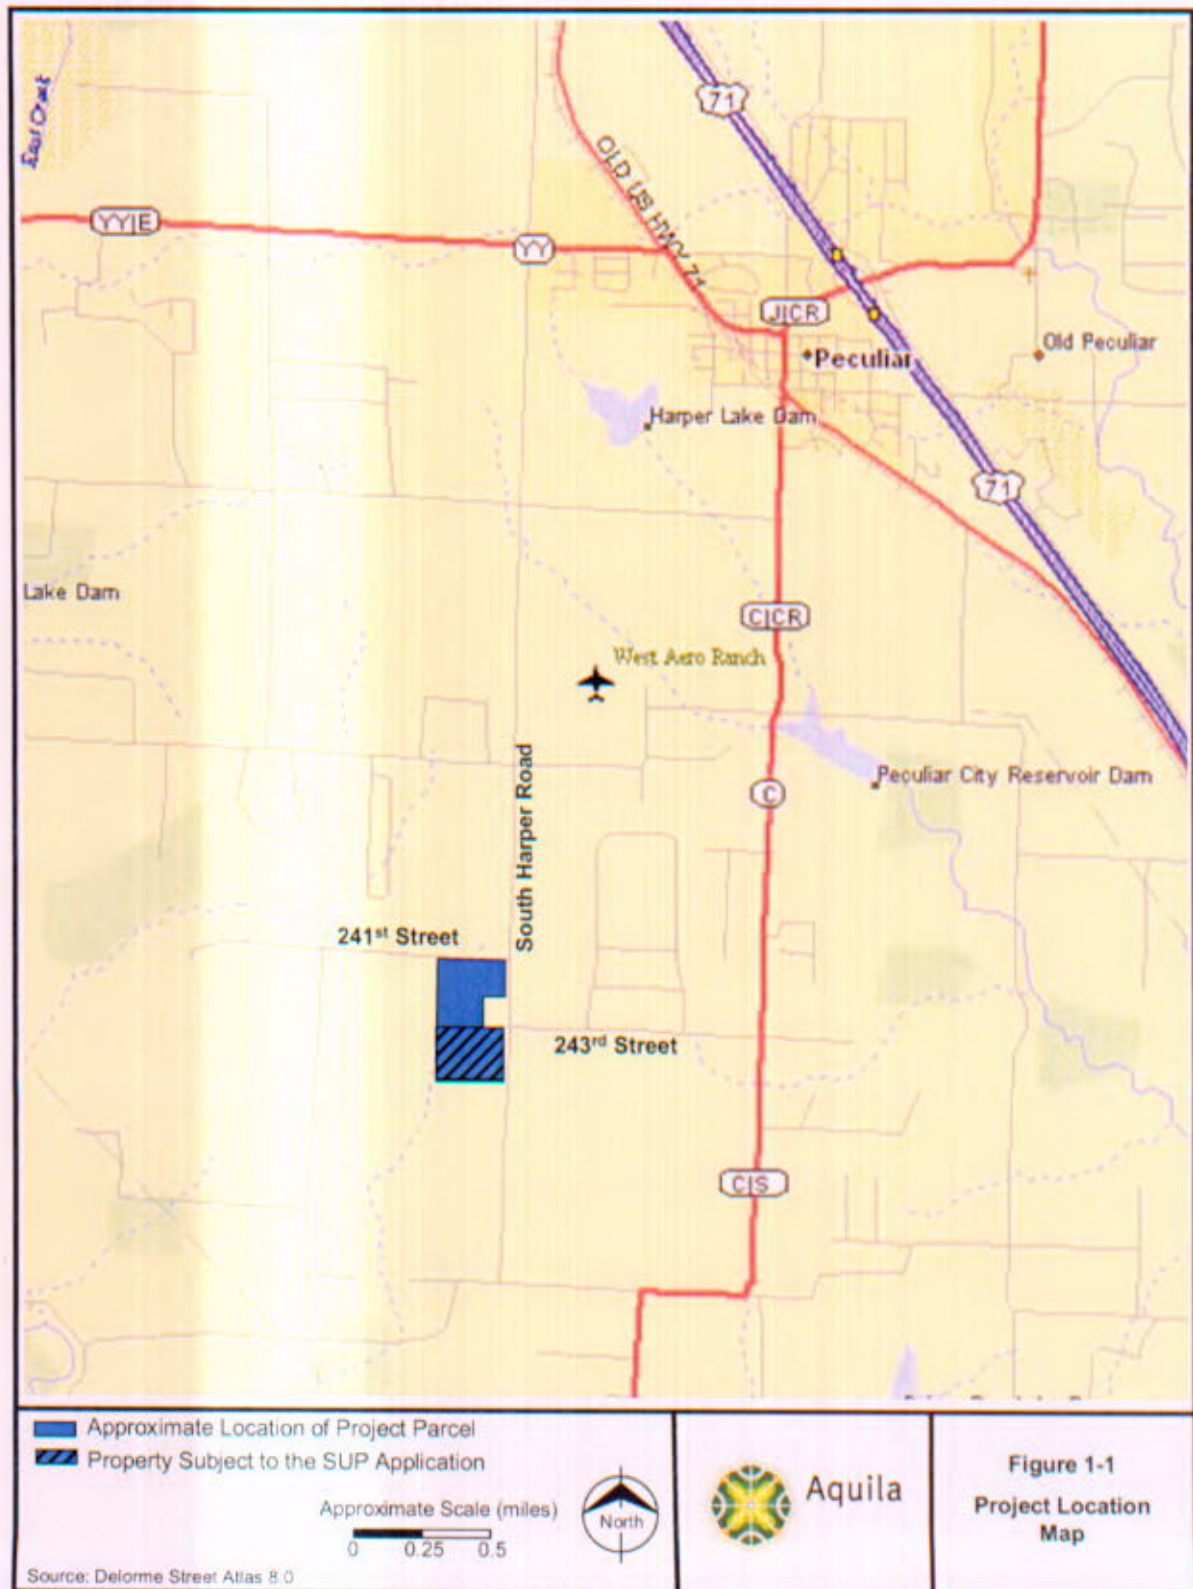 East Creek
71
OLD US HWY 71
YY|E
YY
J|CR
Peculiar
Old Peculiar
Harper Lake Dam
71
Lake Dam
C|CR
West Aero Ranch
Peculiar City Reservoir Dam
C
South Harper Road
241st Street
243rd Street
C|S
Approximate Location of Project Parcel
Property Subject to the SUP Application
Approximate Scale (miles)
0 0.25 0.5
North
Aquila
Figure 1-1
Project Location
Map
Source: Delorme Street Atlas 8.0